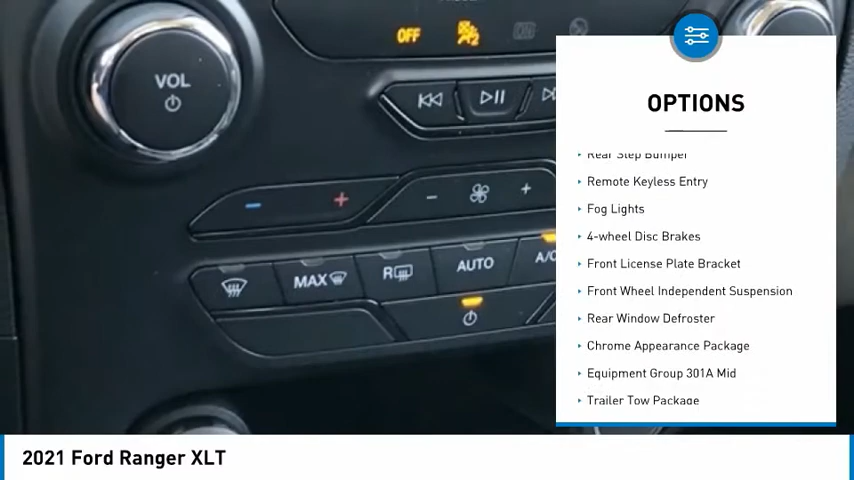 OFF
VOL
OPTIONS
Rear Step Bumper
Remote Keyless Entry
Fog Lights
4-wheel Disc Brakes
Front License Plate Bracket
Front Wheel Independent Suspension
Rear Window Defroster
Chrome Appearance Package
Equipment Group 301A Mid
Trailer Tow Package
- +
- +
MAX R AUTO A/C
2021 Ford Ranger XLT